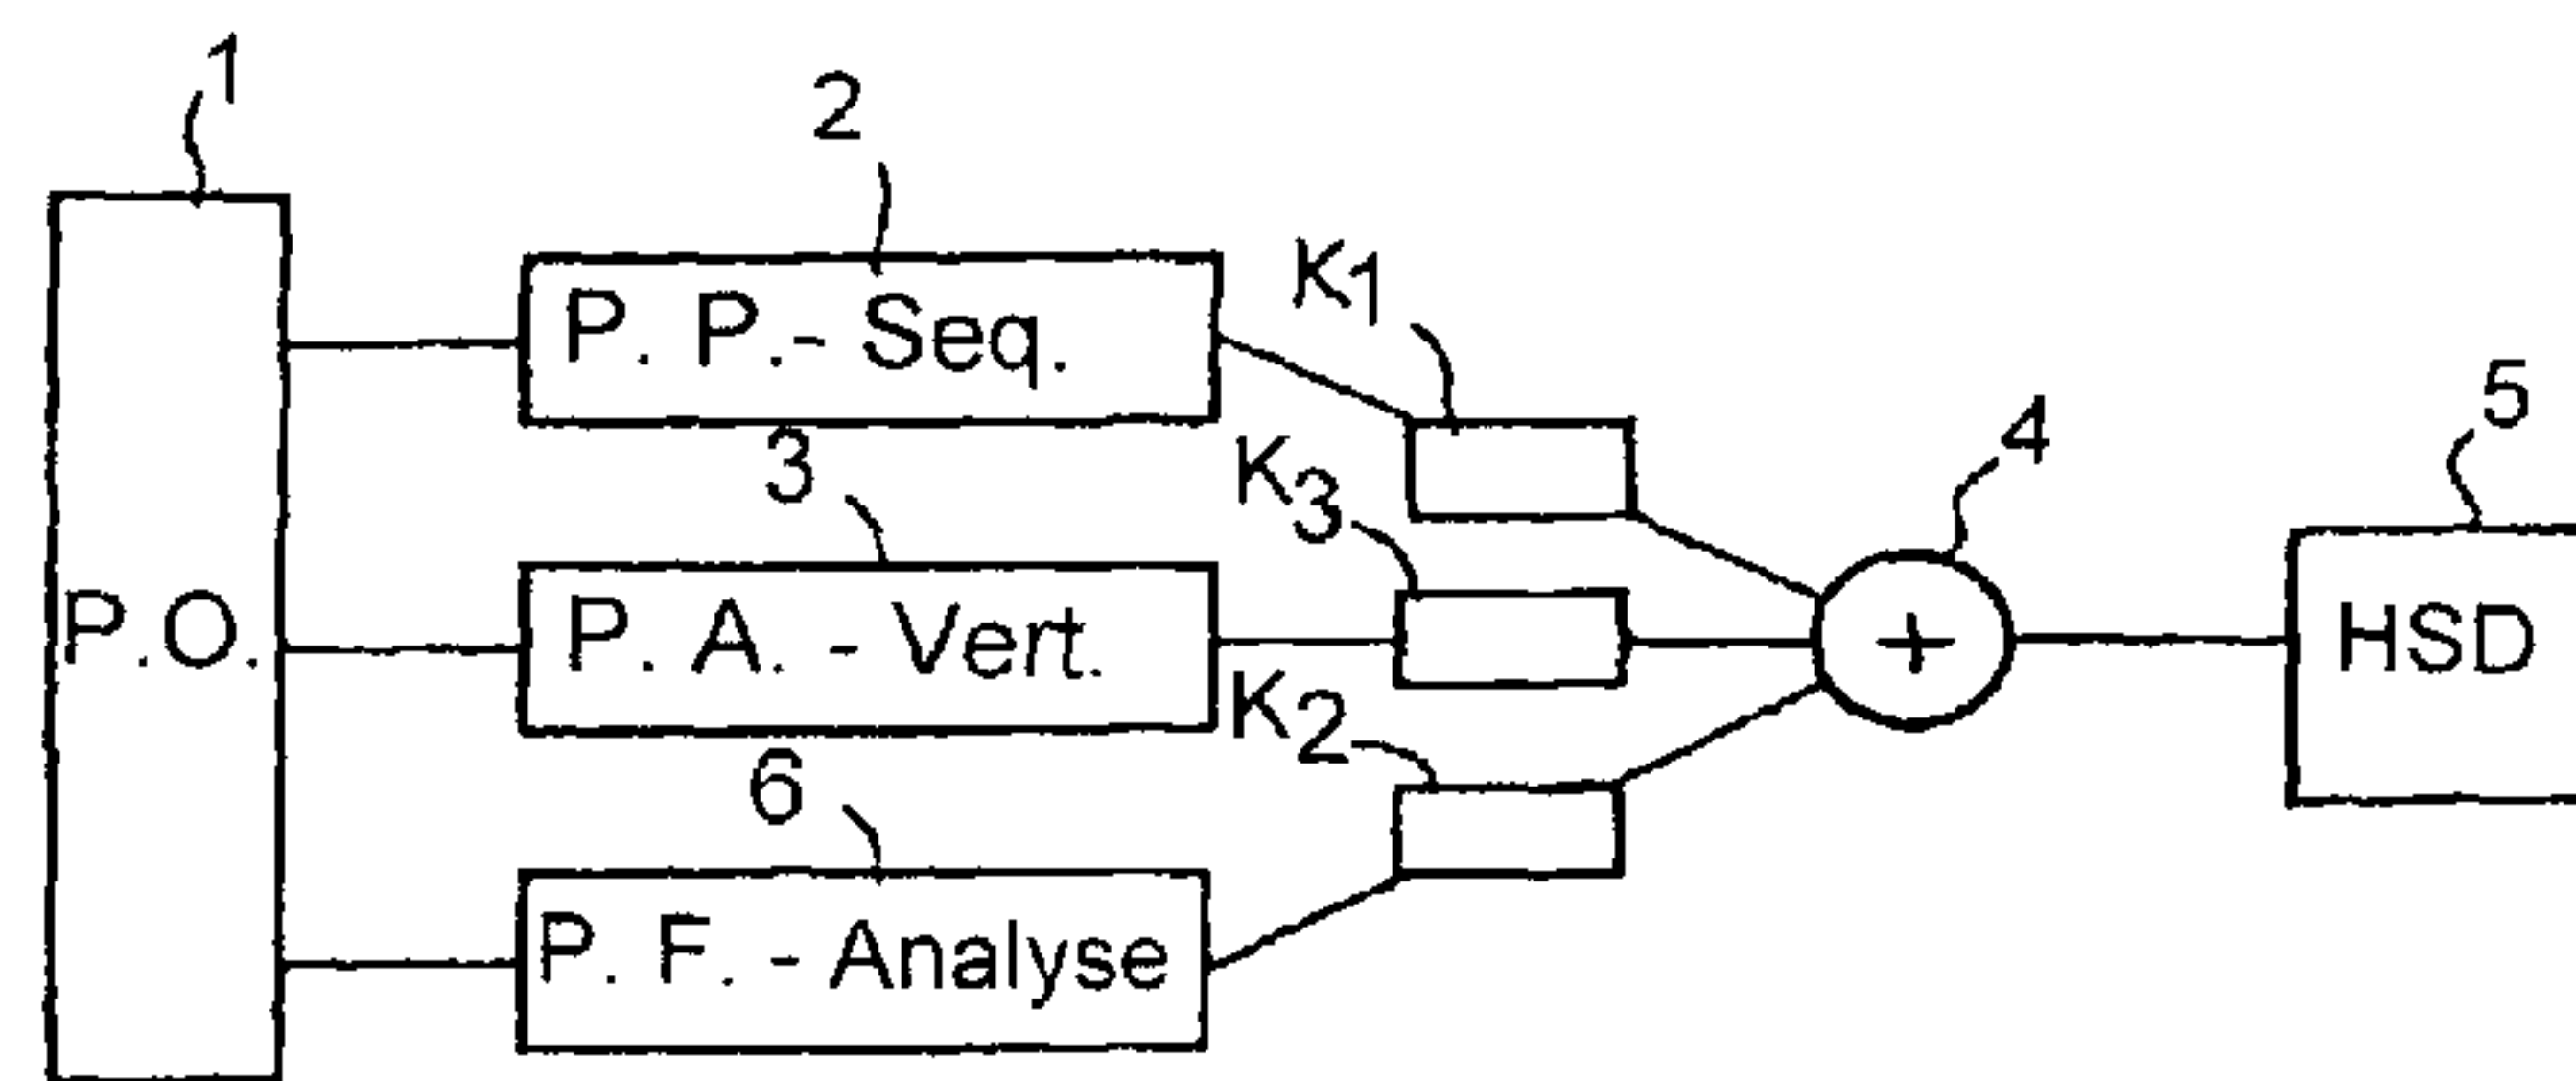 1
2
P. P.- Seq.
K1
3
K3
4
5
P.O.
P. A. - Vert.
+
HSD
K2
6
P. F. - Analyse